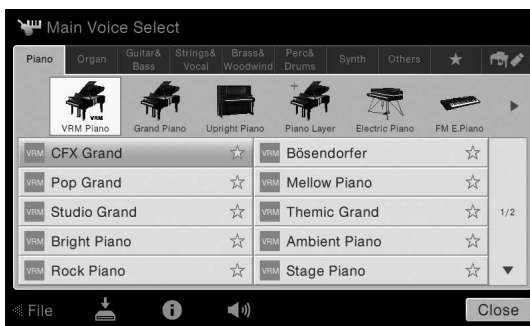 Main Voice Select
Piano Organ Guitar& Bass Strings& Vocal Brass& Woodwind Perc& Drums Synth Others
VRM
VRM Piano Grand Piano Upright Piano Piano Layer Electric Piano FM E.Piano
VRM CFX Grand VRM Bösendorfer
VRM Pop Grand VRM Mellow Piano
VRM Studio Grand VRM Themic Grand 1/2
VRM Bright Piano VRM Ambient Piano
VRM Rock Piano VRM Stage Piano
File Close